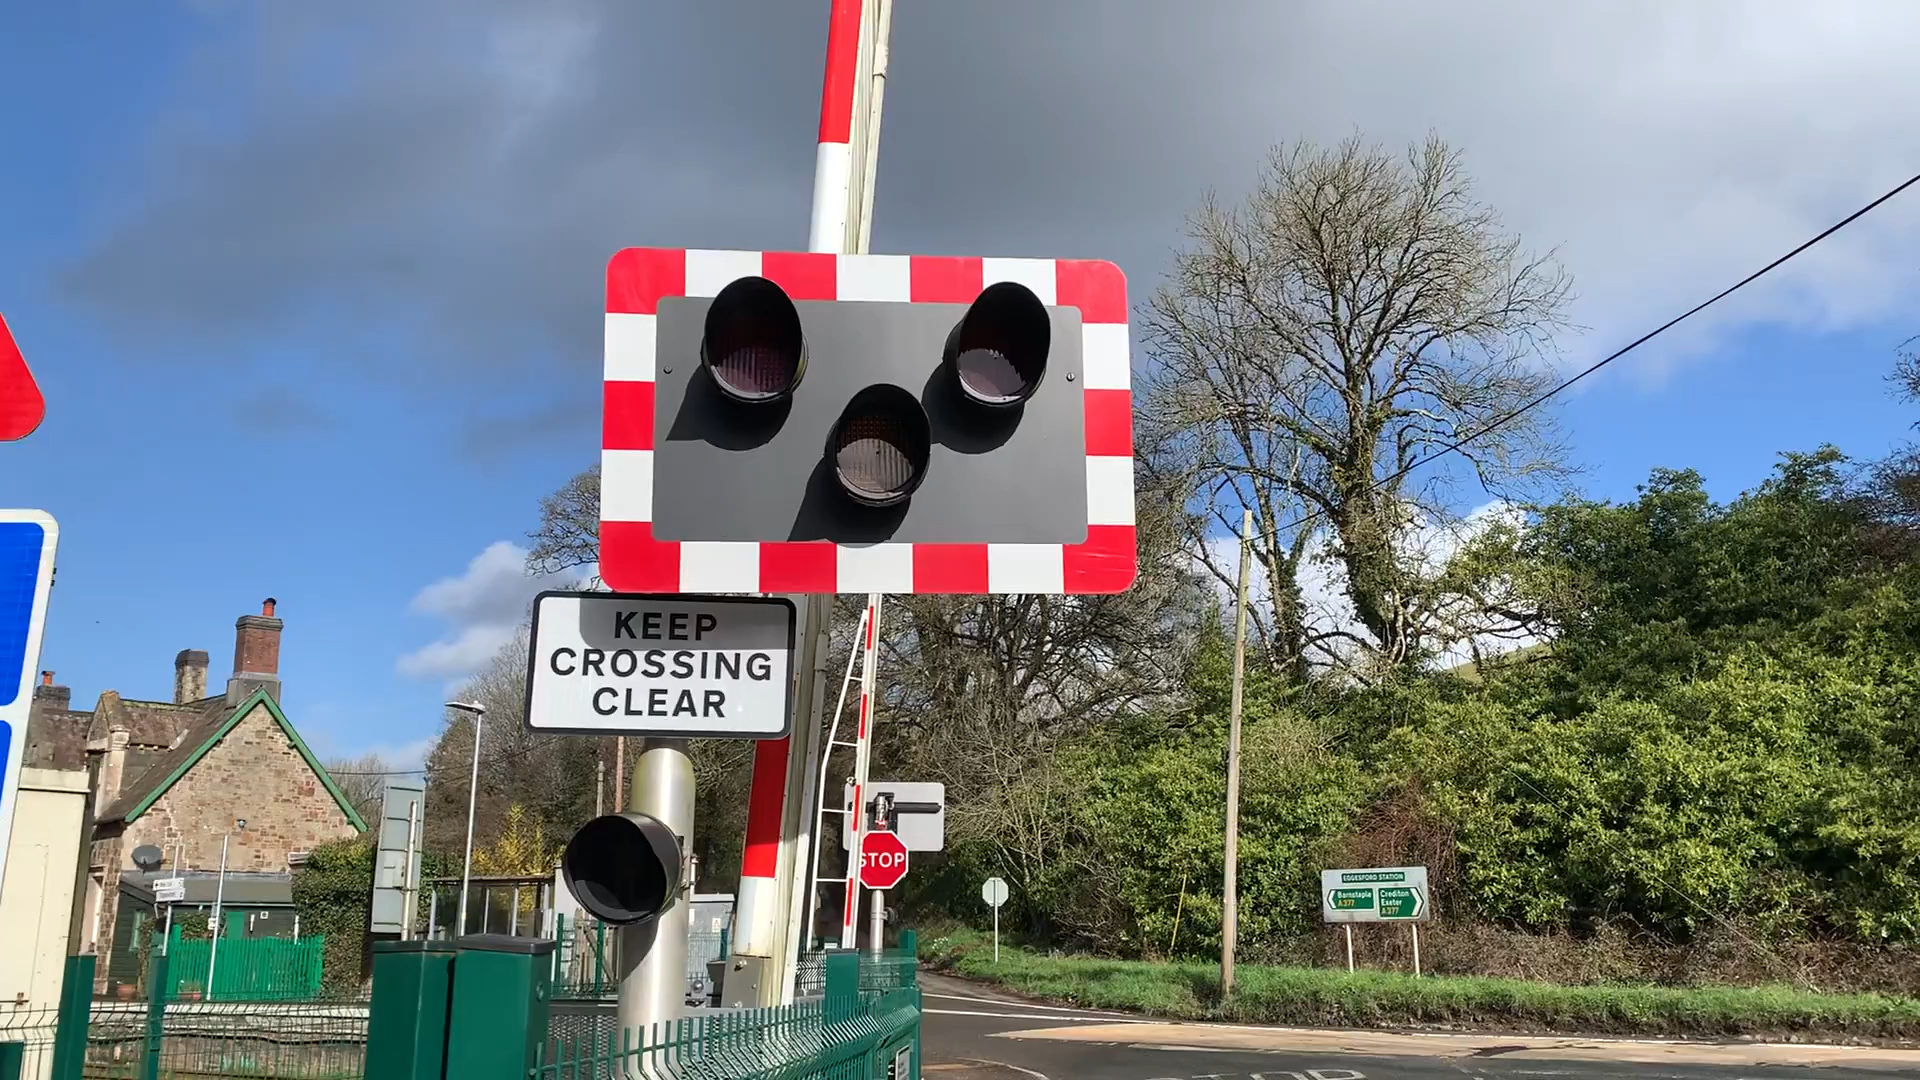 KEEP
CROSSING
CLEAR
STOP
EGGESFORD STATION
Barnstaple
A377
Crediton
Exeter
A377